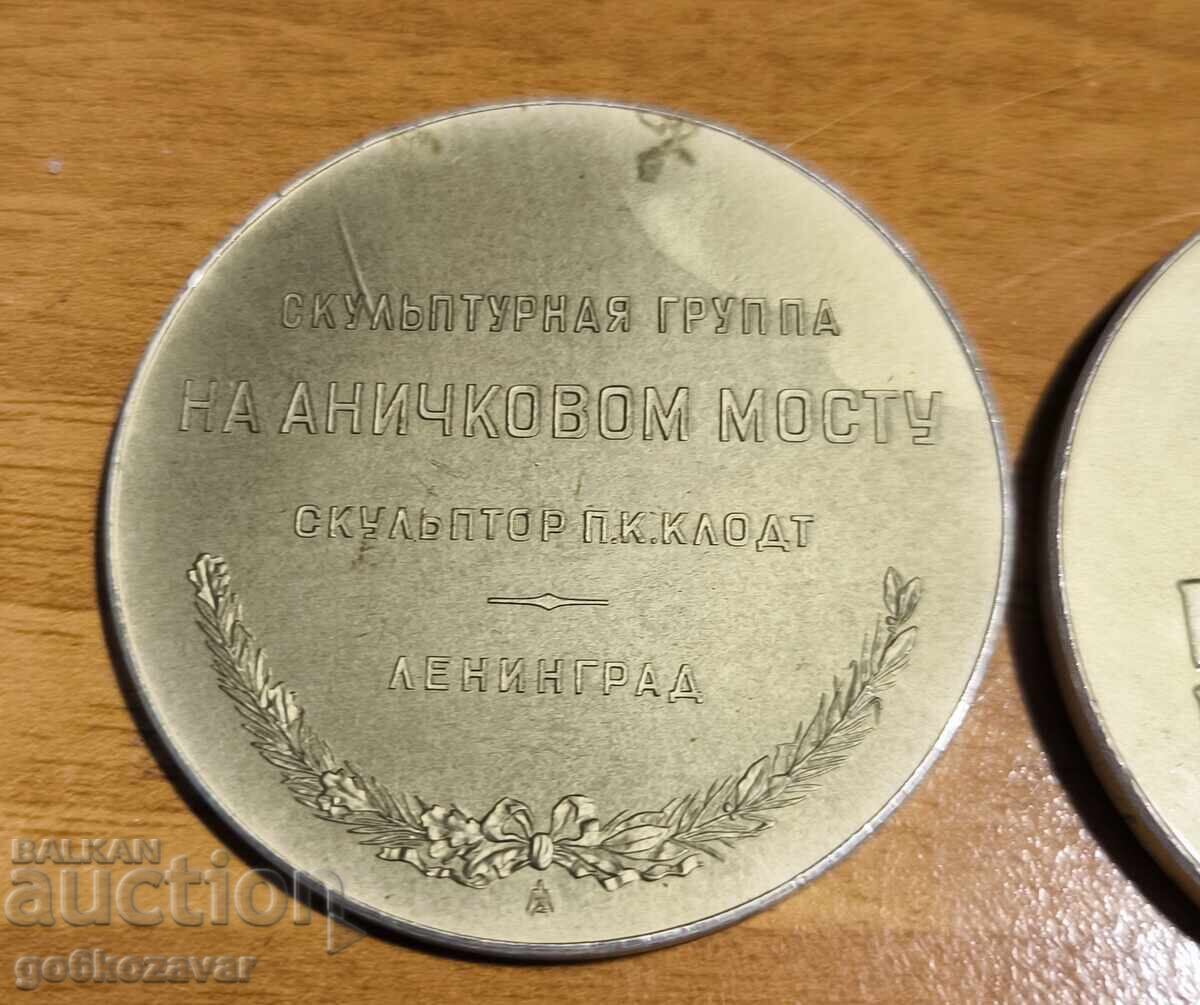 СКУЛЬПТУРНАЯ ГРУППА
НА АНИЧКОВОМ МОСТУ
СКУЛЬПТОР П.К.КЛОДТ
ЛЕНИНГРАД
BALKAN
auction
go6kozavar